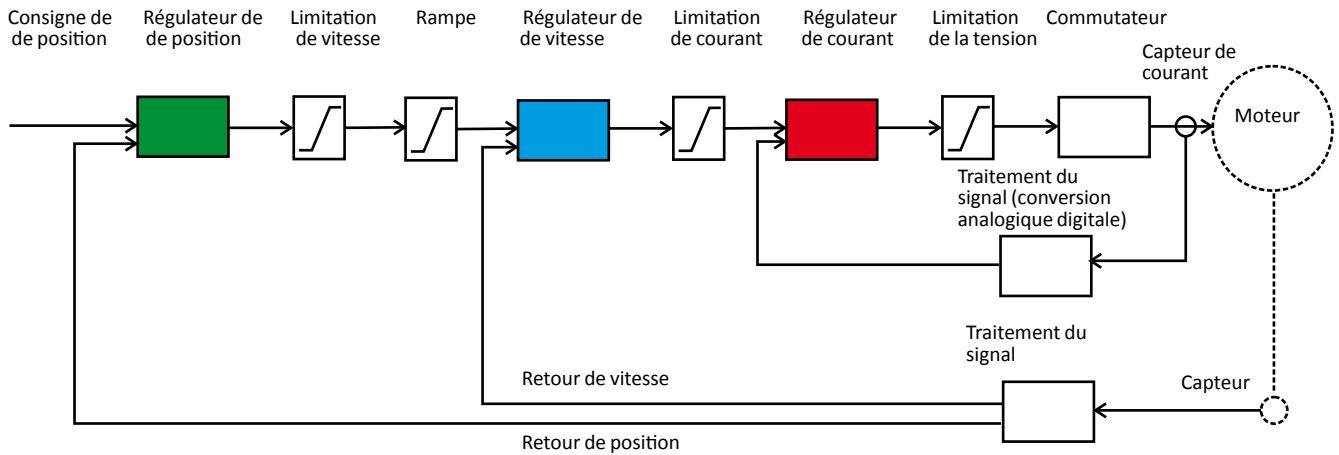 Consigne de
de position
Régulateur de
de position
Limitation
de vitesse
Rampe
Régulateur
de vitesse
Limitation
de courant
Régulateur
de courant
Limitation
de la tension
Commutateur
Capteur de
courant
Moteur
Traitement du
signal (conversion
analogique digitale)
Traitement du
signal
Retour de vitesse
Capteur
Retour de position